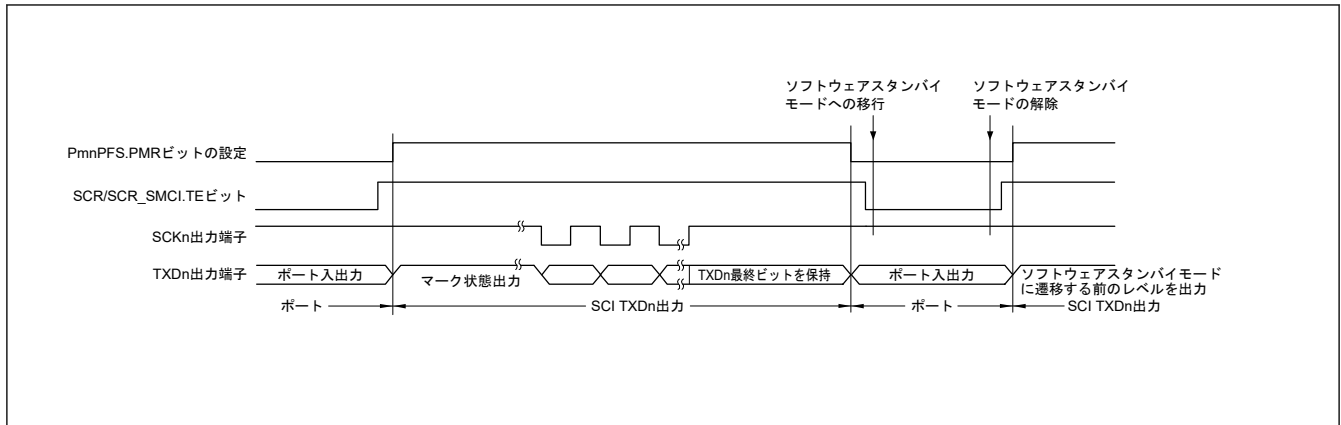 ソフトウェアスタンバイ
モードへの移行
ソフトウェアスタンバイ
モードの解除
PmnPFS.PMRビットの設定
SCR/SCR_SMCI.TEビット
SCKn出力端子
TXDn出力端子
ポート入出力
マーク状態出力
TXDn最終ビットを保持
ポート入出力
ソフトウェアスタンバイモード
に遷移する前のレベルを出力
ポート
SCI TXDn出力
ポート
SCI TXDn出力